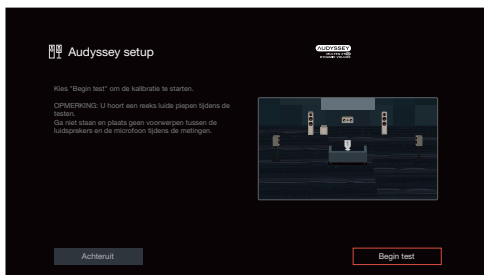 Audyssey setup
AUDYSSEY
Kies "Begin test" om de kalibratie te starten.
OPMERKING: U hoort een reeks luide piepen tijdens de
testen.
Ga niet staan en plaats geen voorwerpen tussen de
luidsprekers en de microfoon tijdens de metingen.
Achteruit
Begin test